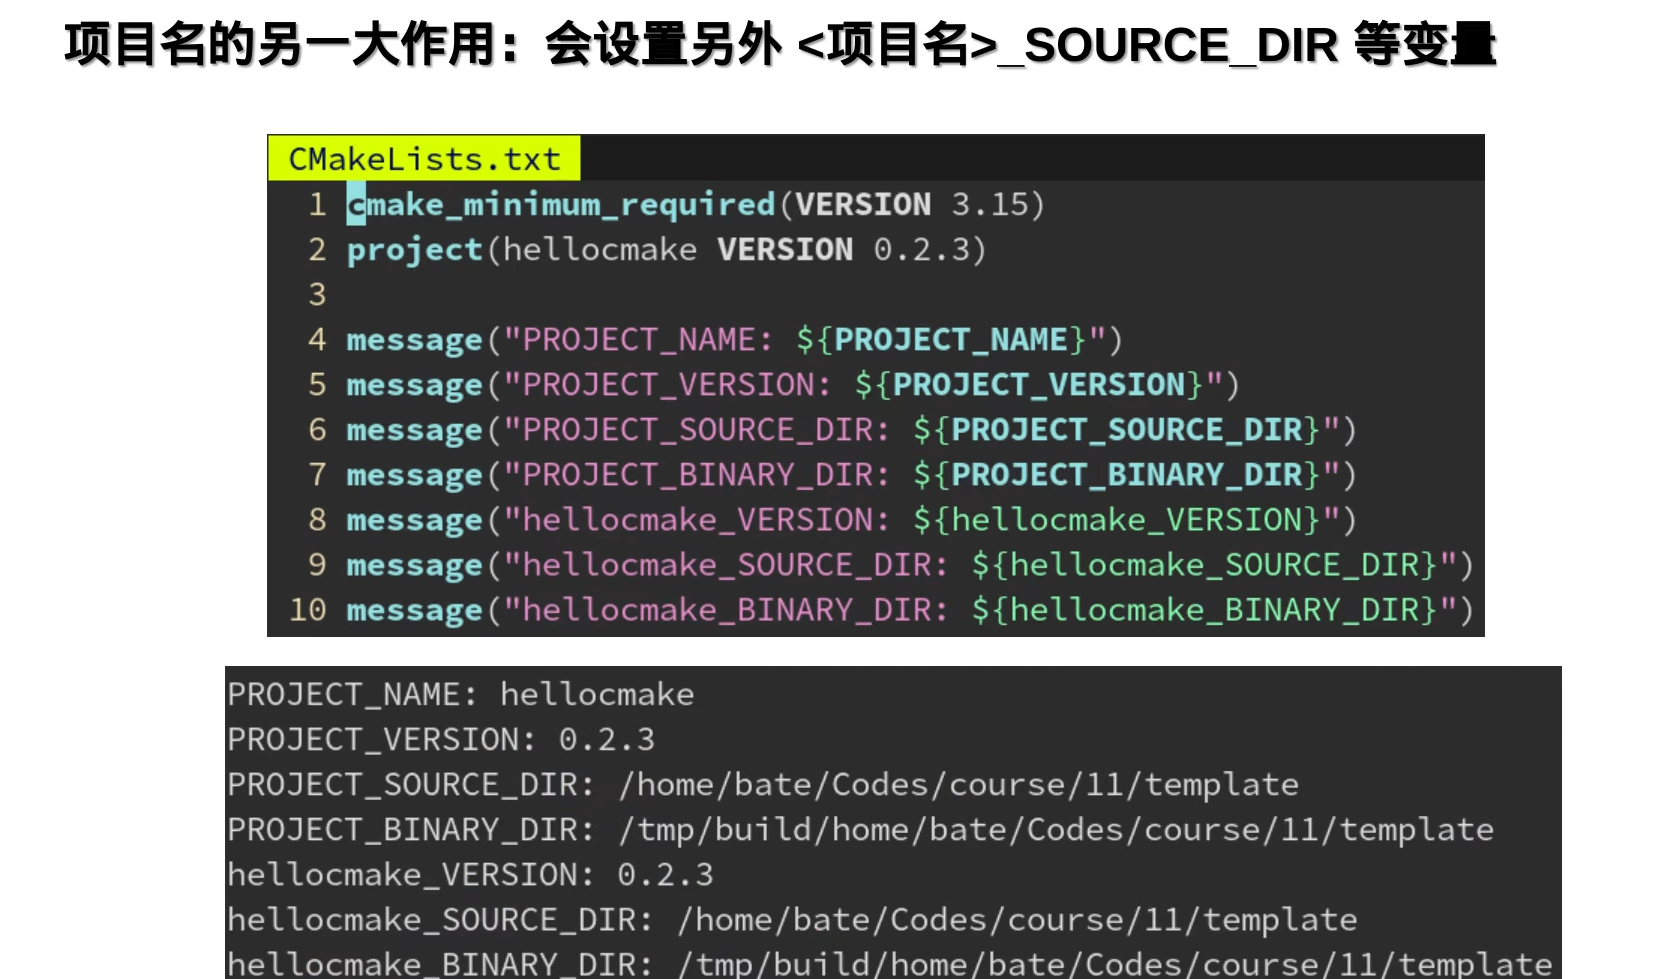 项目名的另一大作用：会设置另外 <项目名>_SOURCE_DIR 等变量
CMakeLists.txt
1 cmake_minimum_required(VERSION 3.15)
2 project(hellocmake VERSION 0.2.3)
3
4 message("PROJECT_NAME: ${PROJECT_NAME}")
5 message("PROJECT_VERSION: ${PROJECT_VERSION}")
6 message("PROJECT_SOURCE_DIR: ${PROJECT_SOURCE_DIR}")
7 message("PROJECT_BINARY_DIR: ${PROJECT_BINARY_DIR}")
8 message("hellocmake_VERSION: ${hellocmake_VERSION}")
9 message("hellocmake_SOURCE_DIR: ${hellocmake_SOURCE_DIR}")
10 message("hellocmake_BINARY_DIR: ${hellocmake_BINARY_DIR}")
PROJECT_NAME: hellocmake
PROJECT_VERSION: 0.2.3
PROJECT_SOURCE_DIR: /home/bate/Codes/course/11/template
PROJECT_BINARY_DIR: /tmp/build/home/bate/Codes/course/11/template
hellocmake_VERSION: 0.2.3
hellocmake_SOURCE_DIR: /home/bate/Codes/course/11/template
hellocmake_BINARY_DIR: /tmp/build/home/bate/Codes/course/11/template